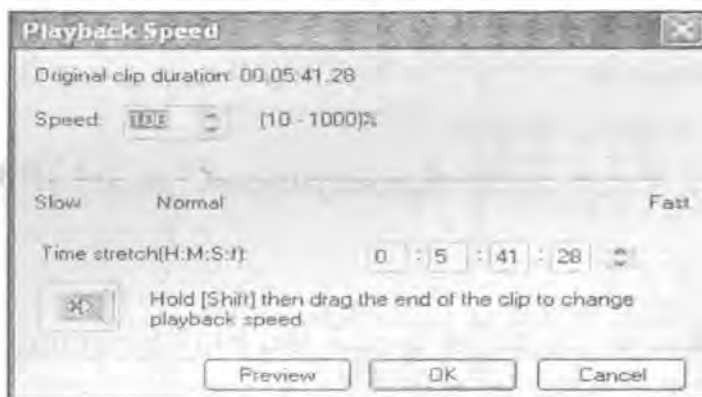 Playback Speed
Original clip duration: 00:05:41.28
Speed: (10 - 1000)%
Slow Normal Fast
Time stretch(H:M:S:f): 0 : 5 : 41 : 28
Hold [Shift] then drag the end of the clip to change
playback speed.
Preview OK Cancel